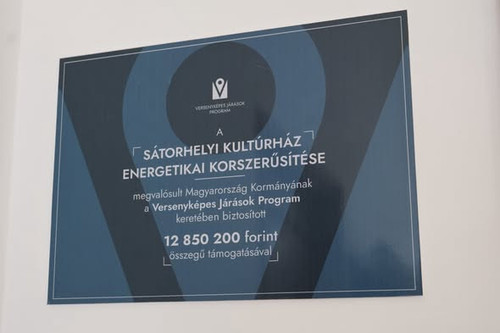 VERSENYKÉPES JÁRÁSOK
PROGRAM
A
SÁTORHELYI KULTÚRHÁZ
ENERGETIKAI KORSZERŰSÍTÉSE
megvalósult Magyarország Kormányának
a Versenyképes Járások Program
keretében biztosított
12 850 200 forint
összegű támogatásával